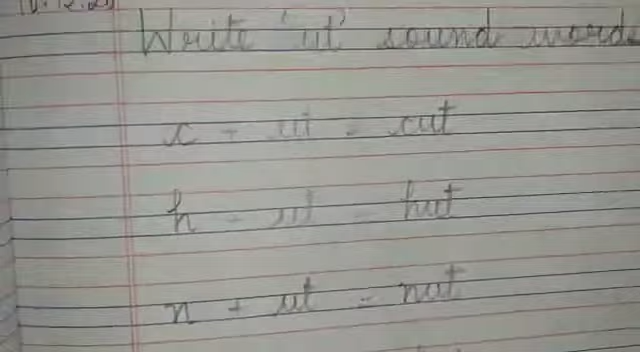 Write 'ut' sound words
c - ut = cut
h - ut = hut
n + ut = nut